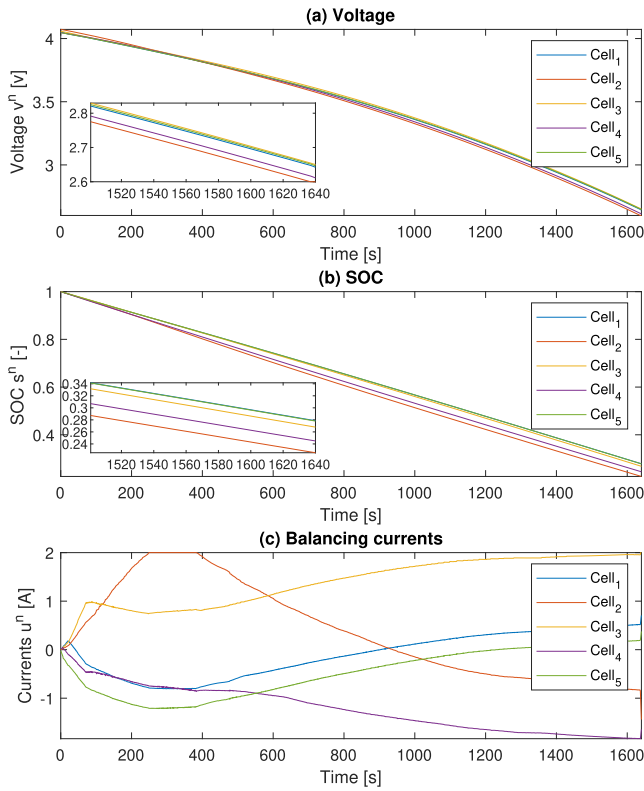 (a) Voltage
4
3.5
3
Voltage vⁿ [v]
Cell₁
Cell₂
Cell₃
Cell₄
Cell₅
2.8
2.7
2.6
1520 1540 1560 1580 1600 1620 1640
0 200 400 600 800 1000 1200 1400 1600
Time [s]
(b) SOC
1
0.8
0.6
0.4
SOC sⁿ [-]
Cell₁
Cell₂
Cell₃
Cell₄
Cell₅
0.34
0.32
0.3
0.28
0.26
0.24
1520 1540 1560 1580 1600 1620 1640
0 200 400 600 800 1000 1200 1400 1600
Time [s]
(c) Balancing currents
2
1
0
-1
Currents uⁿ [A]
Cell₁
Cell₂
Cell₃
Cell₄
Cell₅
0 200 400 600 800 1000 1200 1400 1600
Time [s]